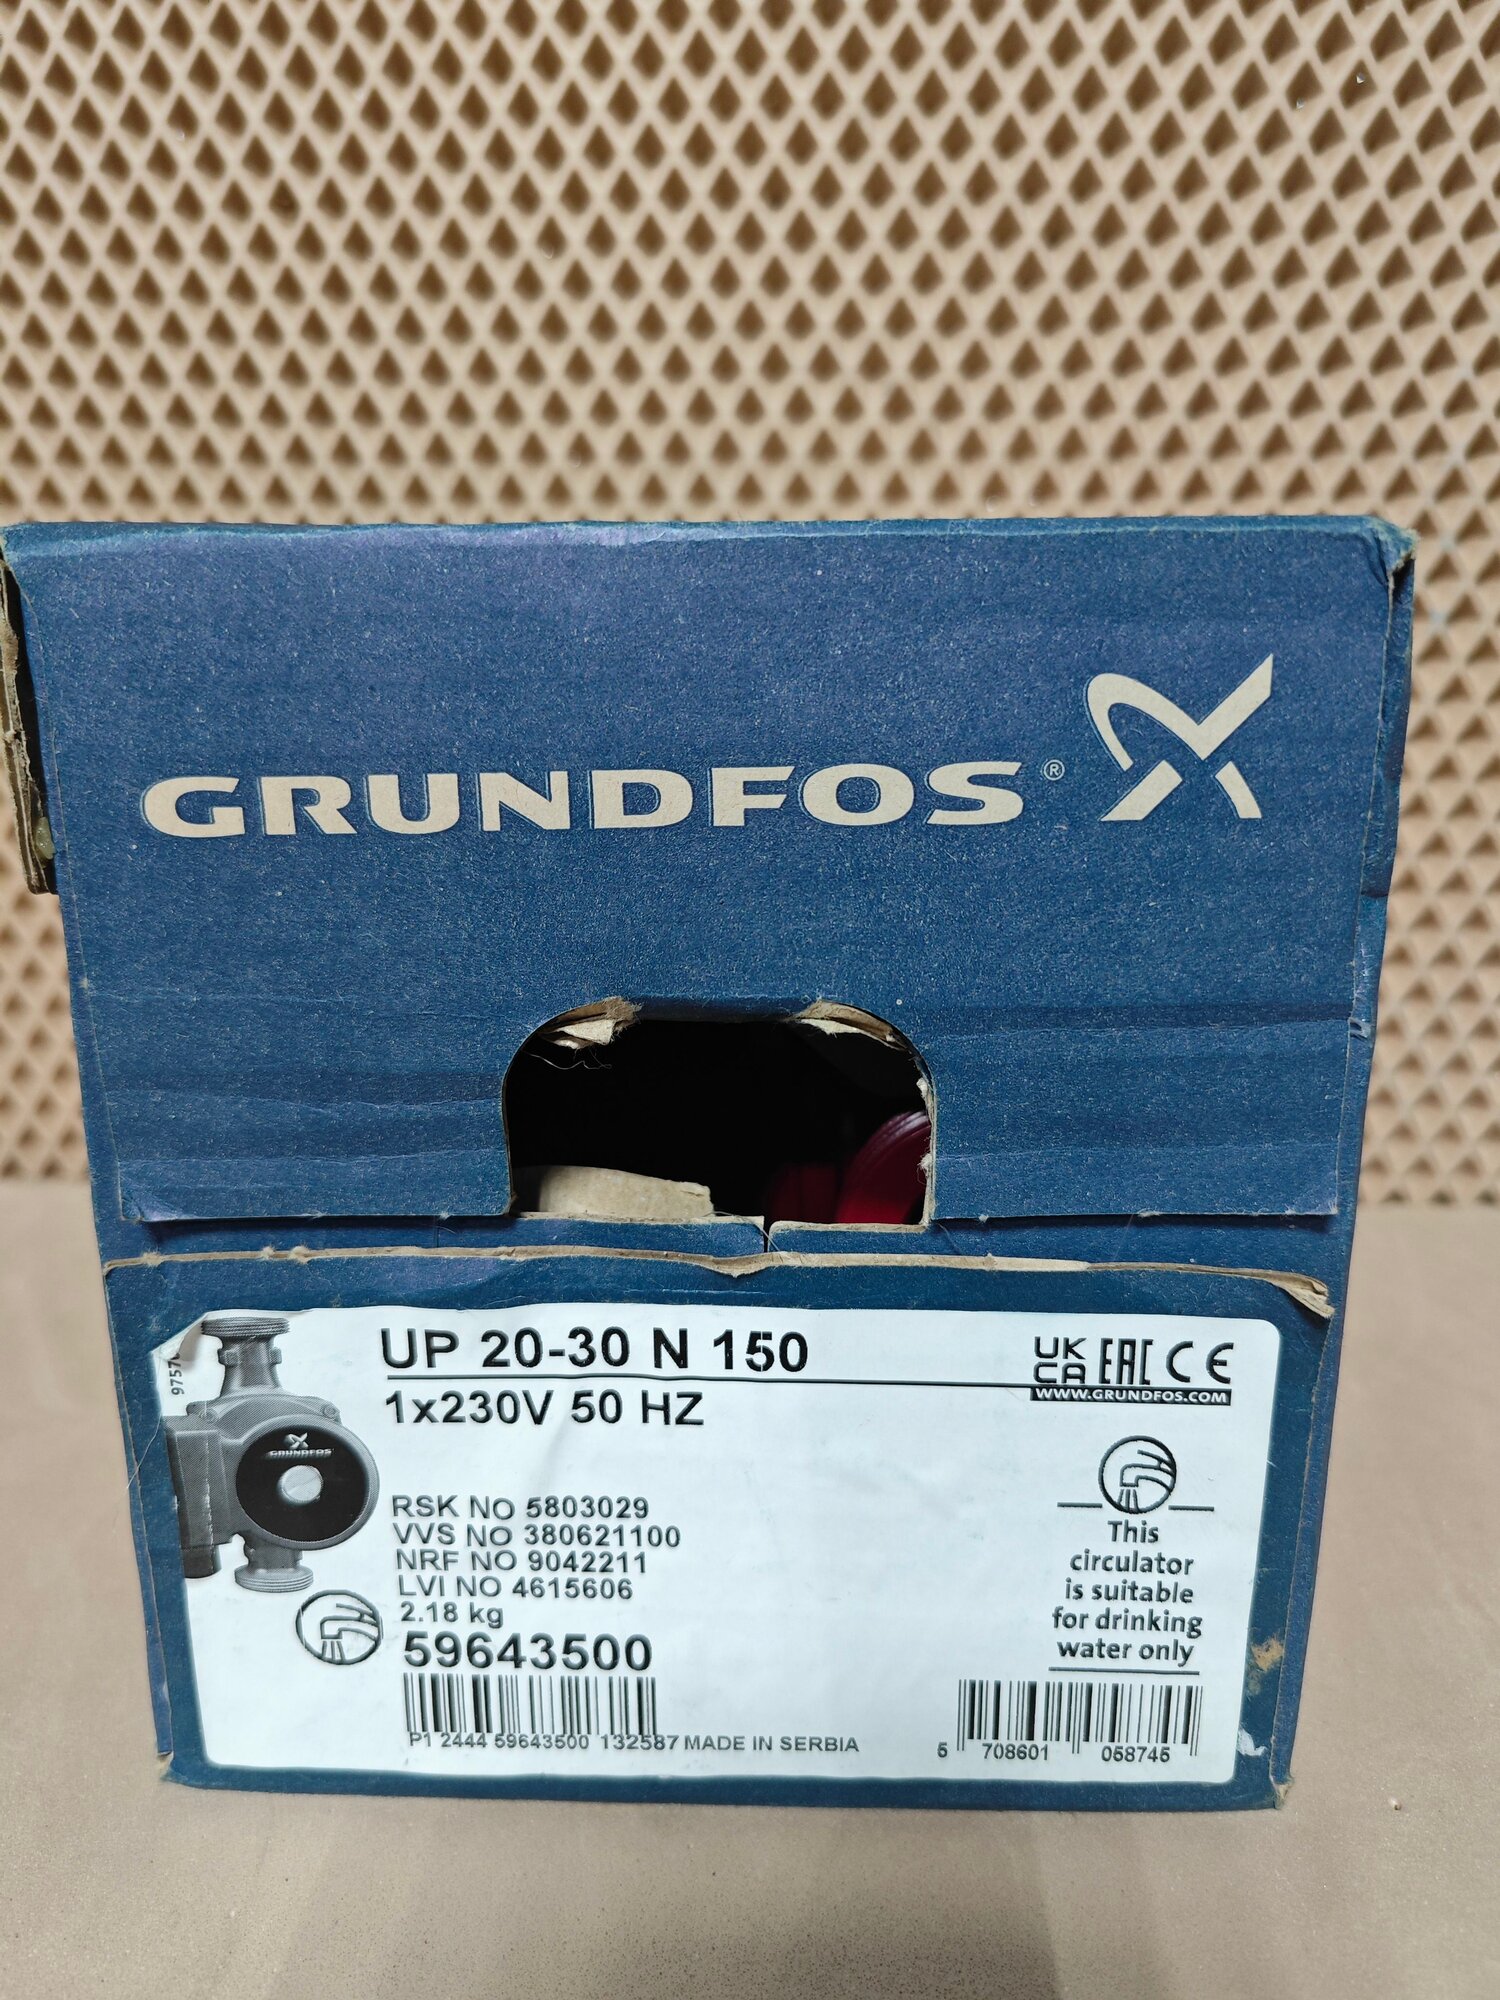 GRUNDFOS®
UP 20-30 N 150
1x230V 50 HZ
UK
CA
EAC CE
WWW.GRUNDFOS.COM
GRUNDFOS
RSK NO 5803029
VVS NO 380621100
NRF NO 9042211
LVI NO 4615606
2.18 kg
59643500
P1 2444 59643500 132587 MADE IN SERBIA
This
circulator
is suitable
for drinking
water only
5 708601 058745